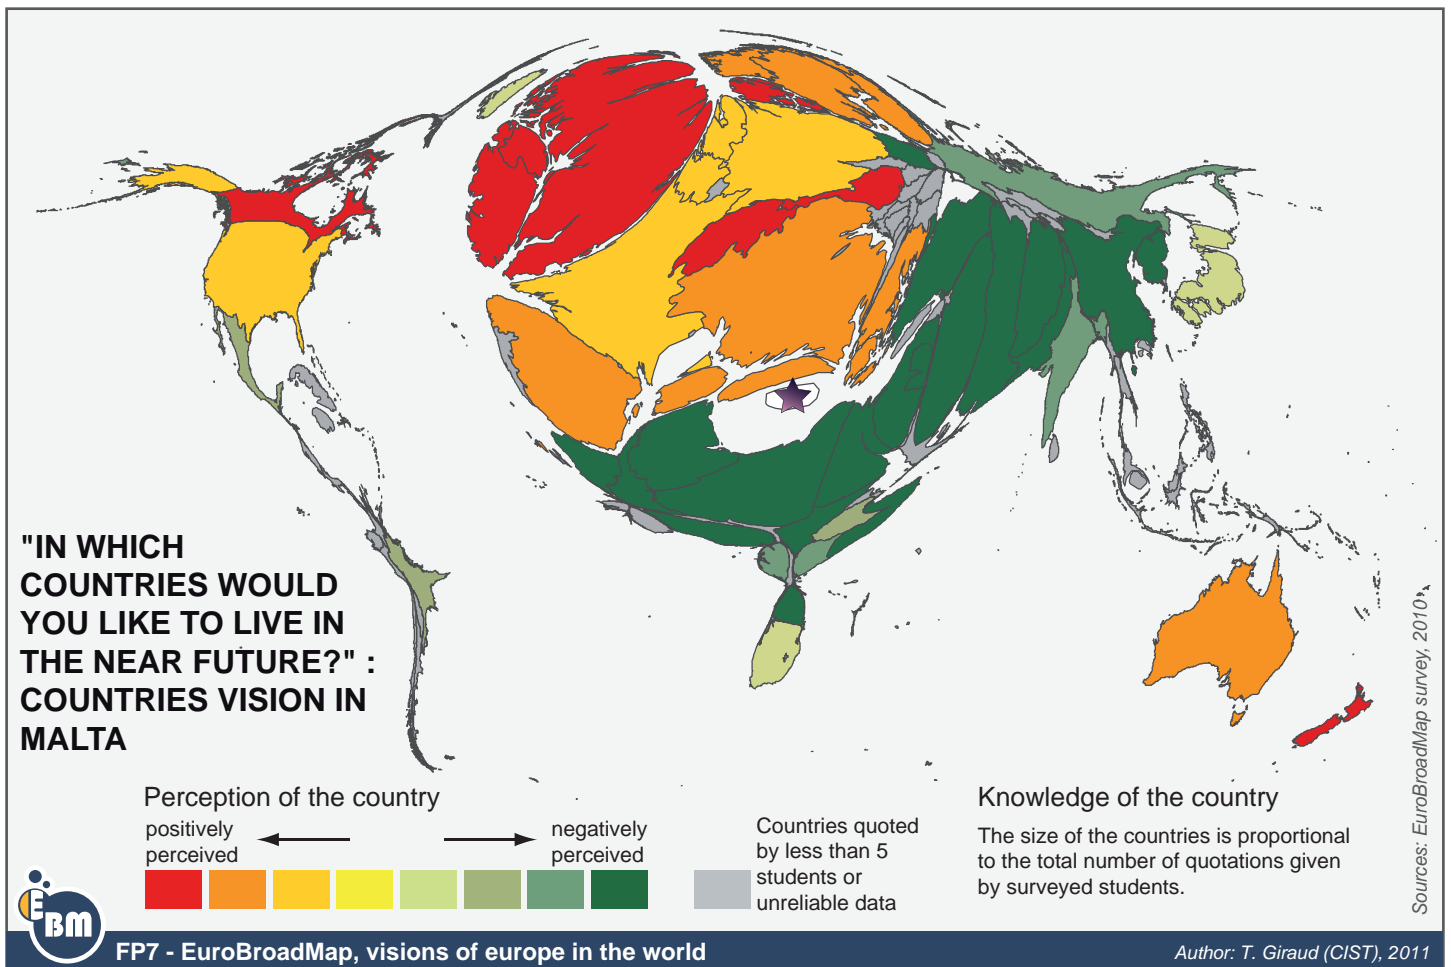 "IN WHICH
COUNTRIES WOULD
YOU LIKE TO LIVE IN
THE NEAR FUTURE?" :
COUNTRIES VISION IN
MALTA
Perception of the country
positively
perceived
negatively
perceived
Countries quoted
by less than 5
students or
unreliable data
Knowledge of the country
The size of the countries is proportional
to the total number of quotations given
by surveyed students.
Sources: EuroBroadMap survey, 2010
EBM
FP7 - EuroBroadMap, visions of europe in the world
Author: T. Giraud (CIST), 2011